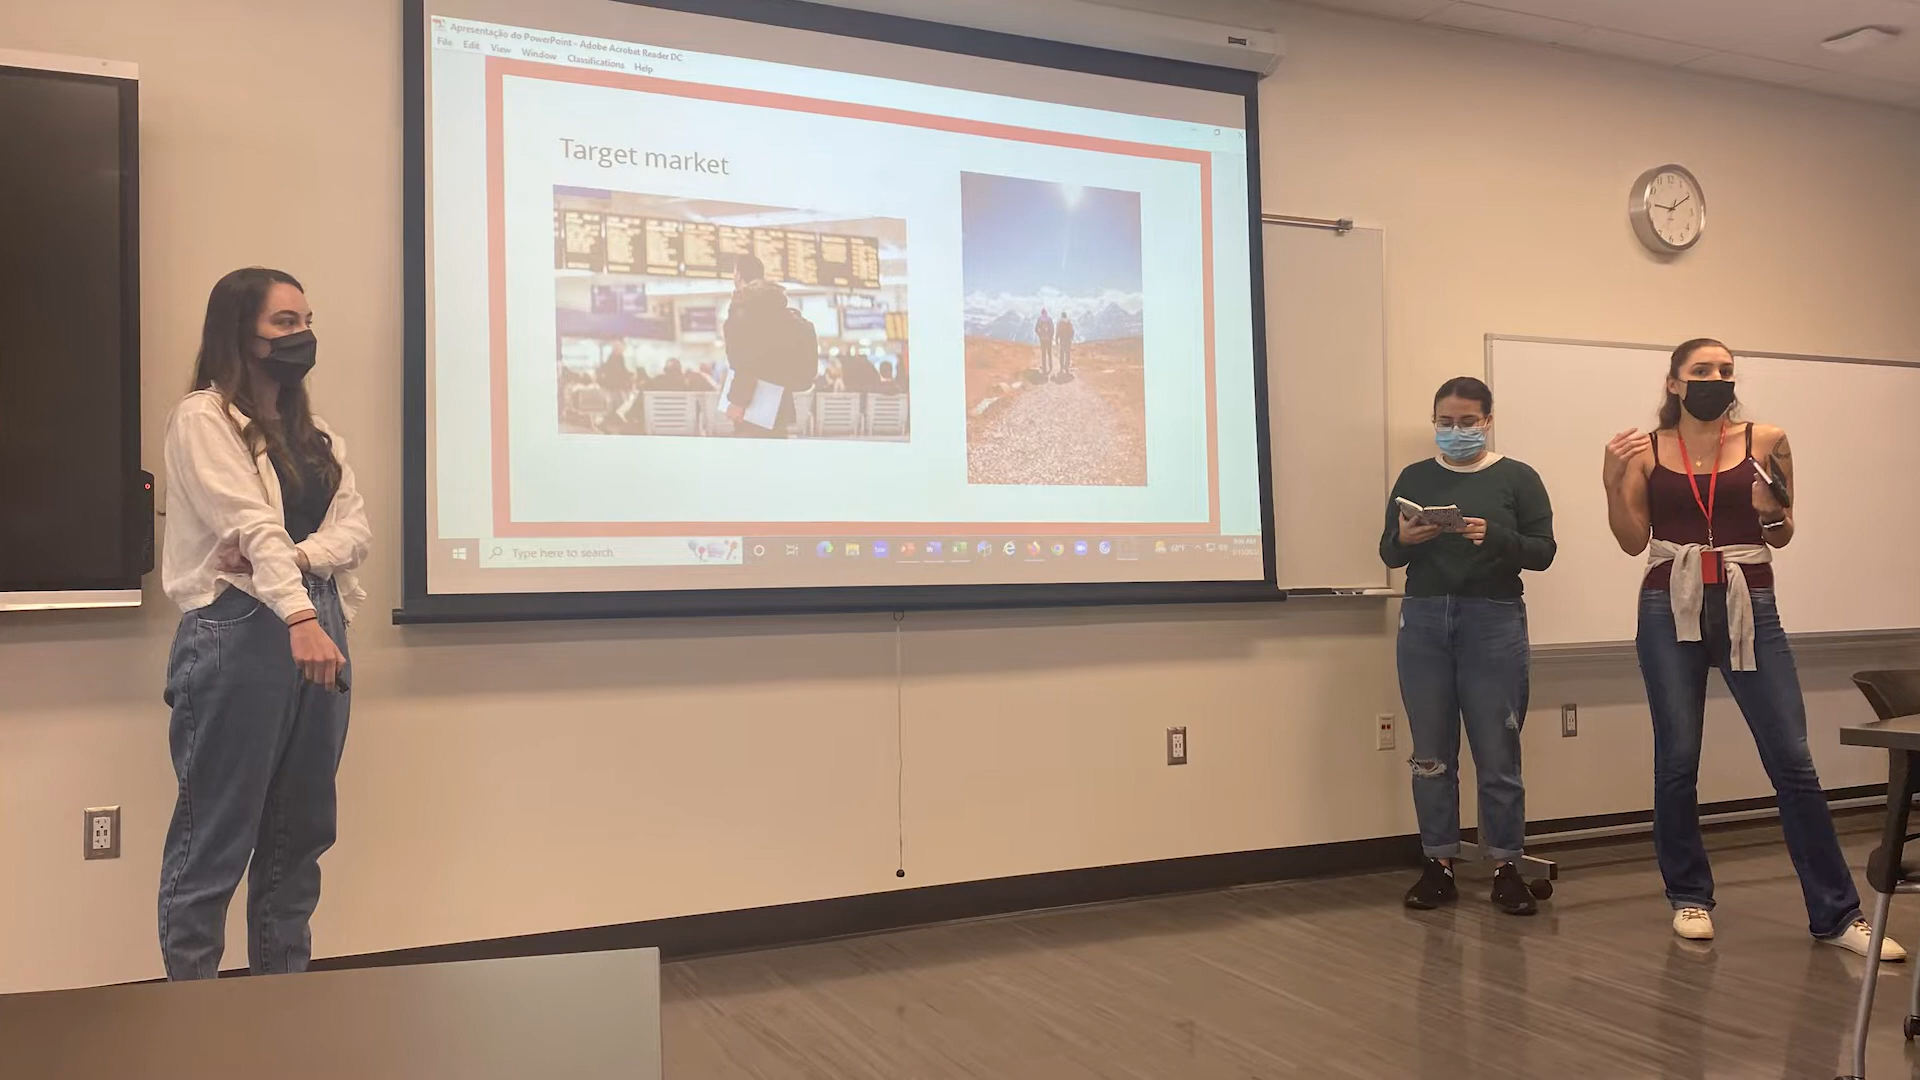 Apresentação do PowerPoint - Adobe Acrobat Reader DC
File Edit View Window Classifications Help
Target market
Type here to search